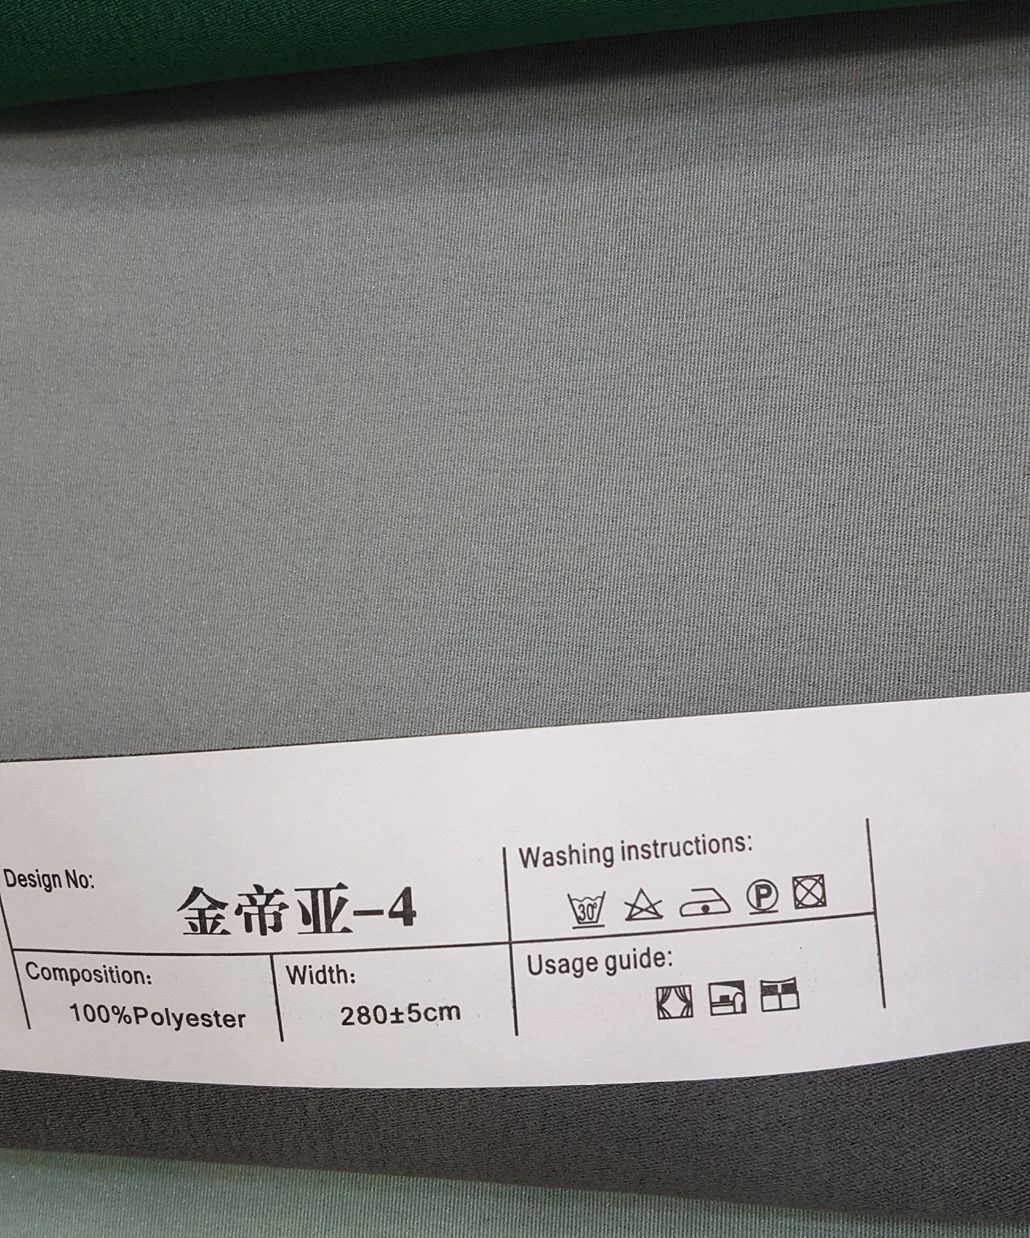 Design No:
金帝亚-4
Washing instructions:
30°
P
Composition:
100%Polyester
Width:
280±5cm
Usage guide: